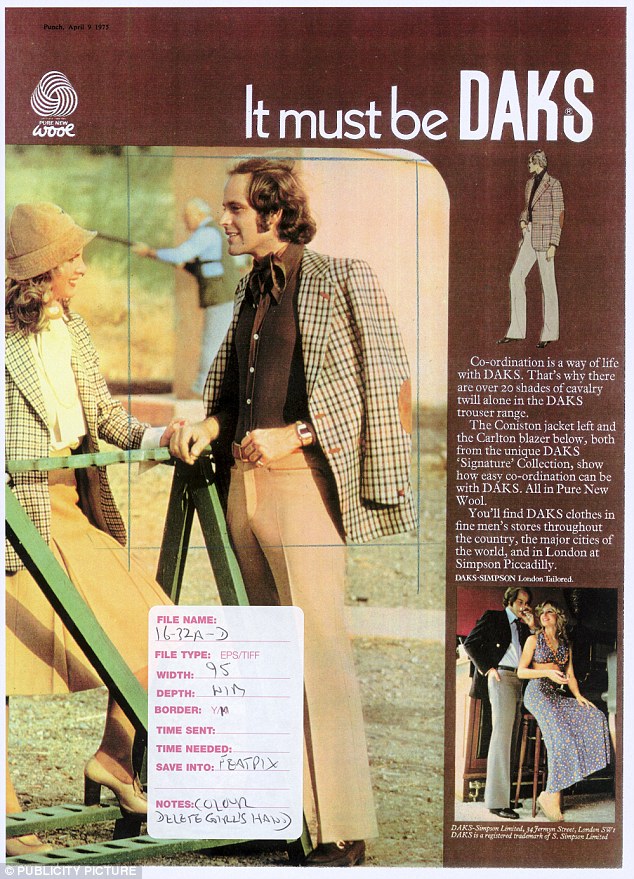 Punch, April 9 1975
PURE NEW
WOOL
It must be DAKS®
Co-ordination is a way of life
with DAKS. That's why there
are over 20 shades of cavalry
twill alone in the DAKS
trouser range.
The Coniston jacket left and
the Carlton blazer below, both
from the unique DAKS
'Signature' Collection, show
how easy co-ordination can be
with DAKS. All in Pure New
Wool.
You'll find DAKS clothes in
fine men's stores throughout
the country, the major cities of
the world, and in London at
Simpson Piccadilly.
DAKS-SIMPSON London Tailored.
FILE NAME:
16-32A-D
FILE TYPE: EPS/TIFF
WIDTH: 95
DEPTH:
BORDER: Y/N
TIME SENT:
TIME NEEDED:
SAVE INTO: FEATPIX
NOTES: COLOUR
DELETE GIRL'S HAND
DAKS-Simpson Limited, 34 Jermyn Street, London SW1
DAKS is a registered trademark of S. Simpson Limited
© PUBLICITY PICTURE